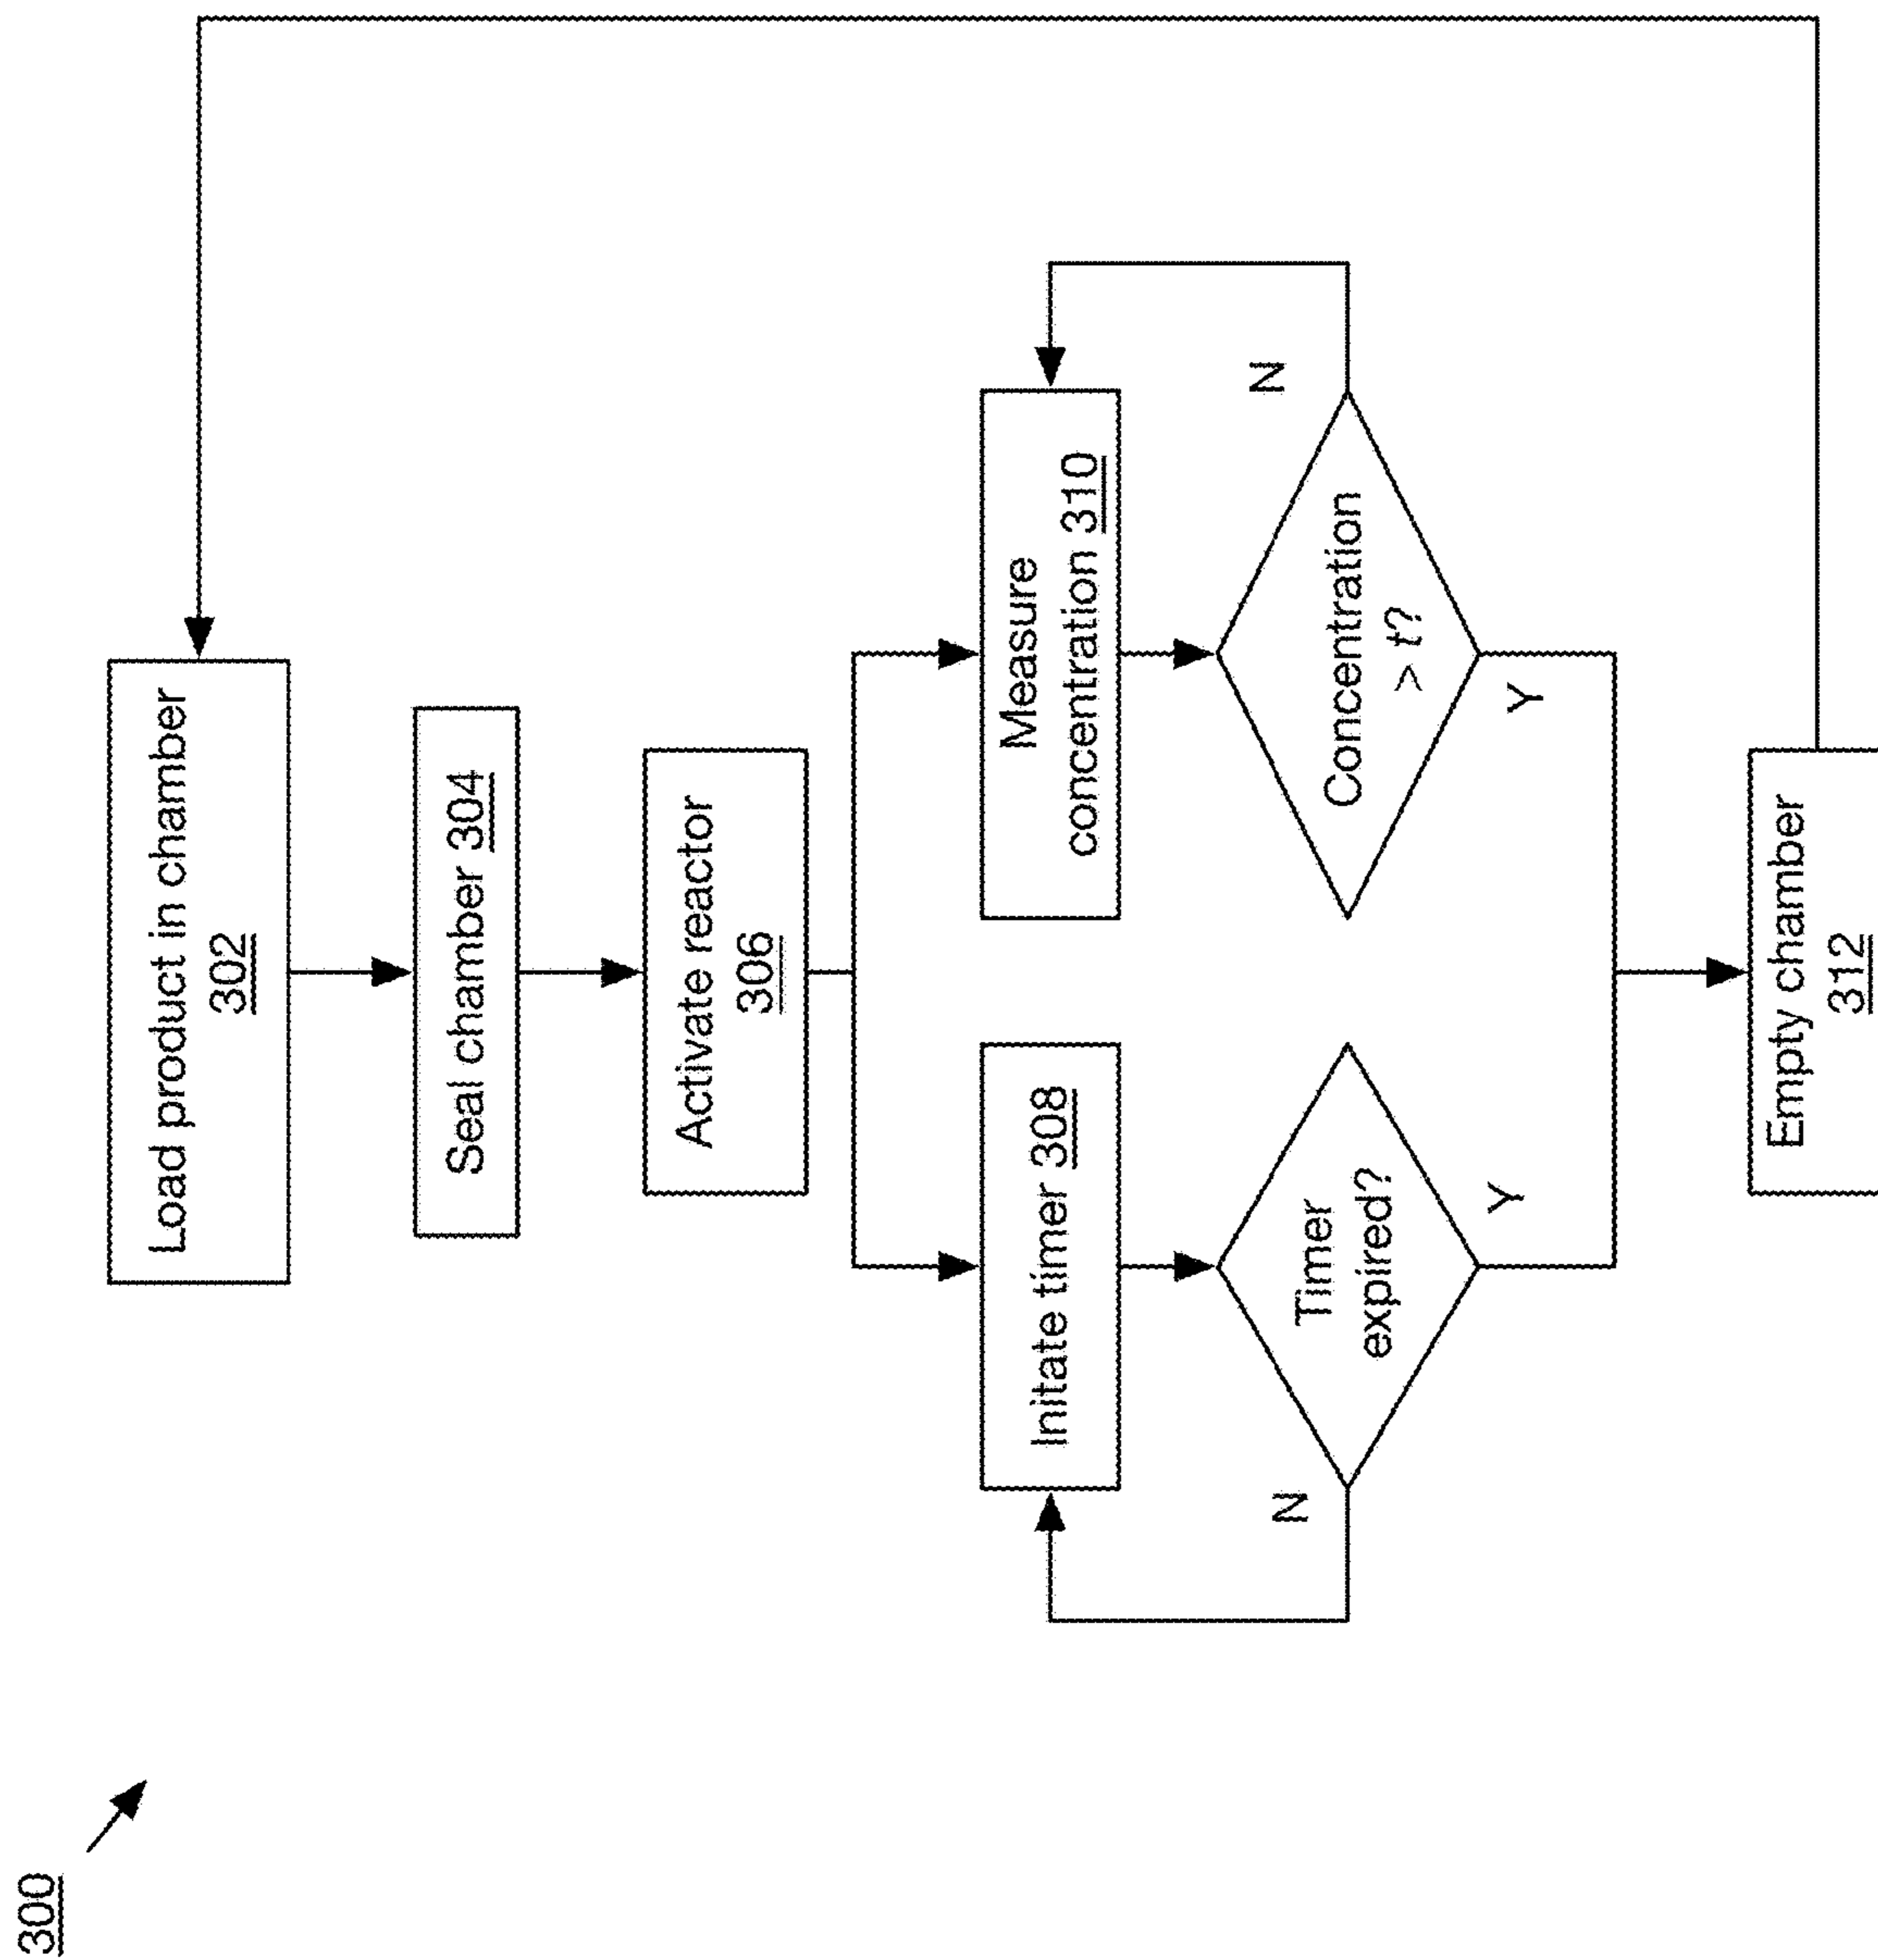 300
Load product in chamber
302
Seal chamber 304
Activate reactor
306
Initate timer 308
Measure
concentration 310
Timer
expired?
N
Y
Concentration
> t?
N
Y
Empty chamber
312